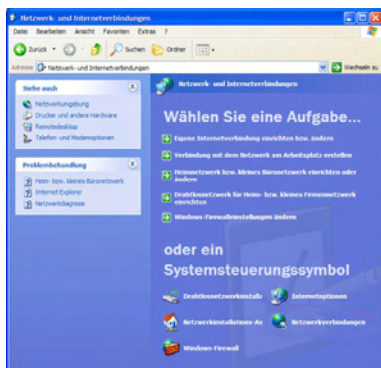 Netzwerk- und Internetverbindungen
Datei Bearbeiten Ansicht Favoriten Extras ?
Zurück Suchen Ordner
Adresse Netzwerk- und Internetverbindungen Wechseln zu
Siehe auch
Netzwerkumgebung
Drucker und andere Hardware
Remotedesktop
Telefon- und Modemoptionen
Problembehandlung
Heim- bzw. kleines Büronetzwerk
Internet Explorer
Netzwerkdiagnose
Netzwerk- und Internetverbindungen
Wählen Sie eine Aufgabe...
Eigene Internetverbindung einrichten bzw. ändern
Verbindung mit dem Netzwerk am Arbeitsplatz erstellen
Heimnetzwerk bzw. kleines Büronetzwerk einrichten oder
ändern
Drahtlosnetzwerk für Heim- bzw. kleines Firmennetzwerk
einrichten
Windows-Firewalleinstellungen ändern
oder ein
Systemsteuerungssymbol
Drahtlosnetzwerkinstalla Internetoptionen
Netzwerkinstallations-As Netzwerkverbindungen
Windows-Firewall